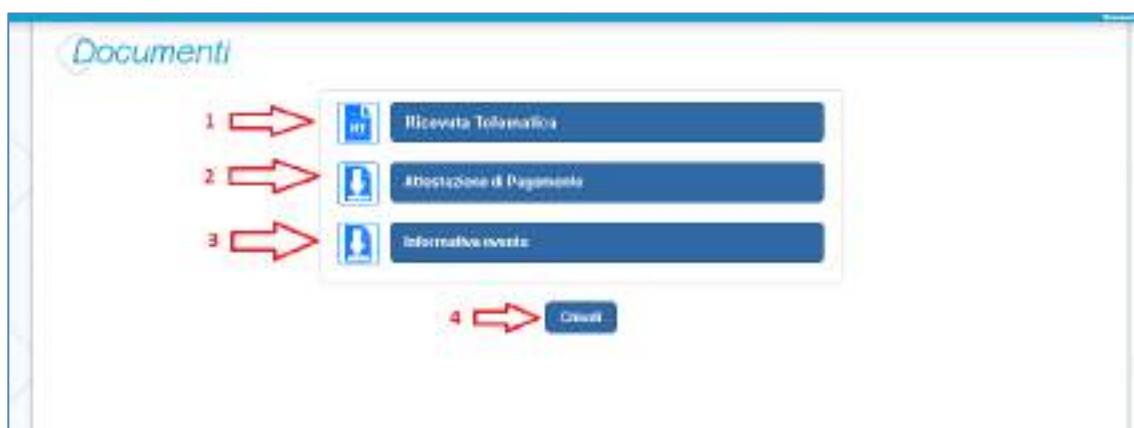 Documenti
1 Ricevuta Telematica
2 Attestazione di Pagamento
3 Informativa evento
4 Chiudi